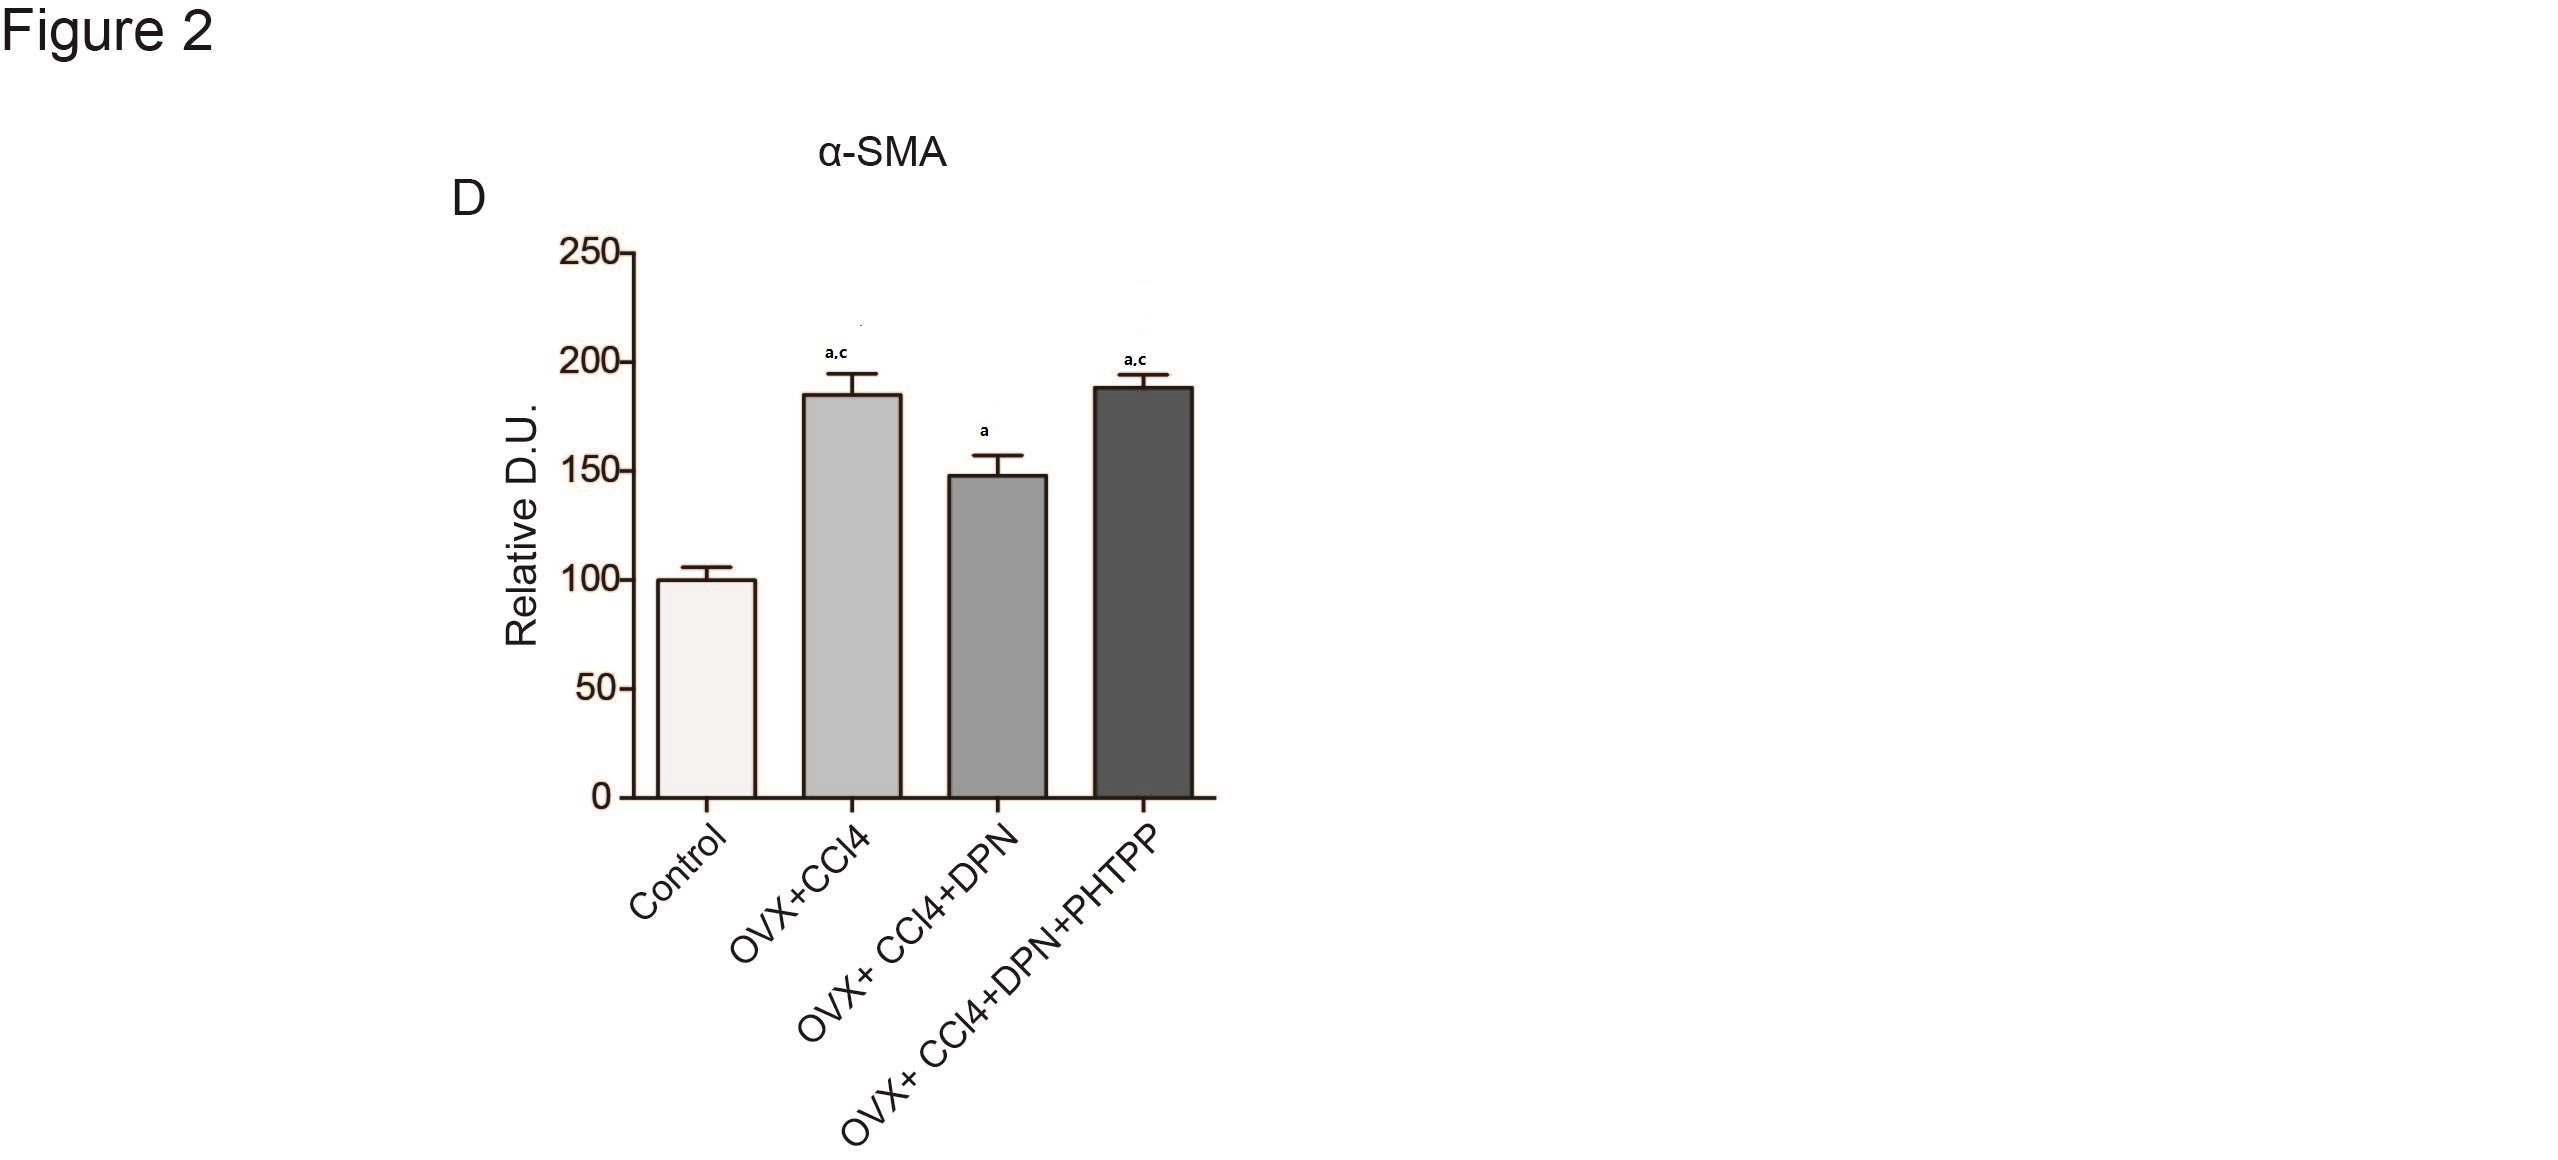 Figure 2
α-SMA
D
250
200
150
100
50
0
Relative D.U.
a,c
a
a,c
Control
OVX+CCl4
OVX+ CCl4+DPN
OVX+ CCl4+DPN+PHTPP